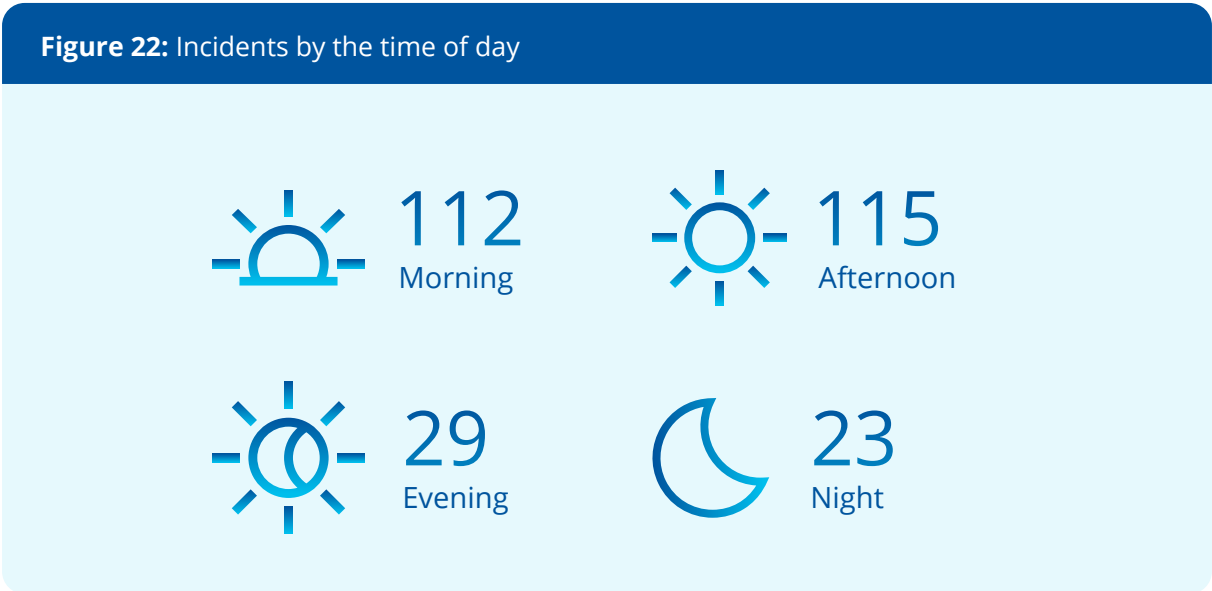 Figure 22: Incidents by the time of day
112
Morning
115
Afternoon
29
Evening
23
Night